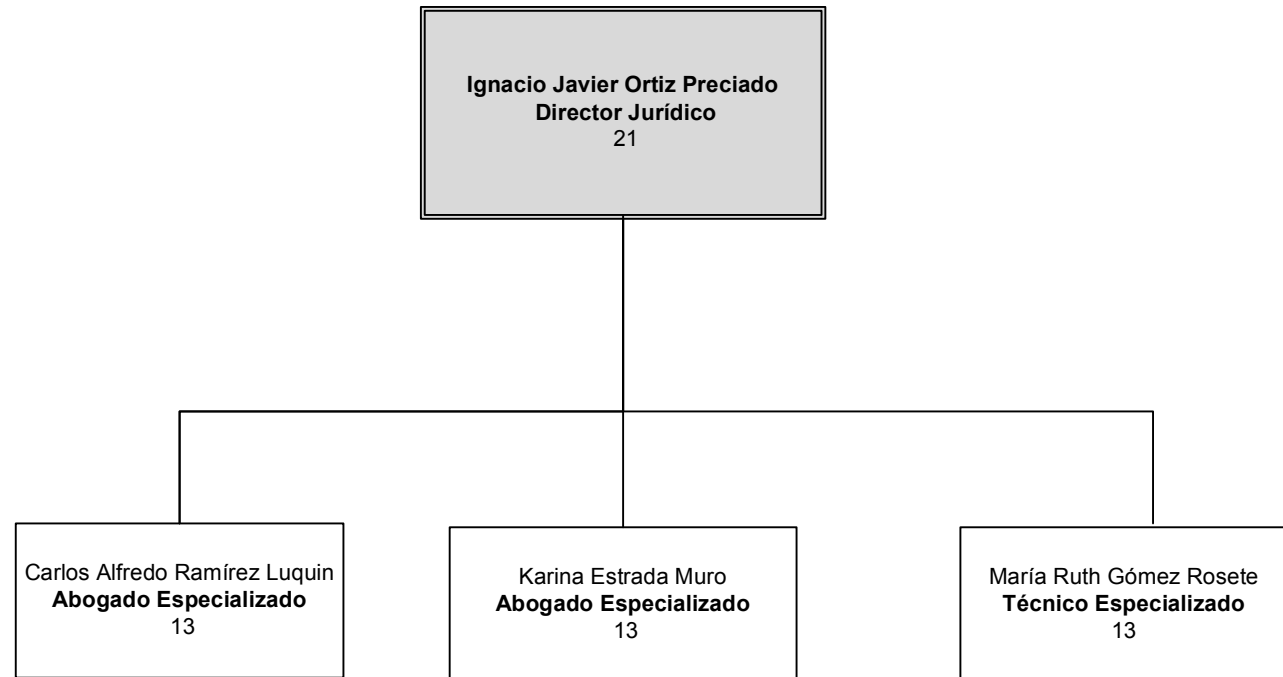 Ignacio Javier Ortiz Preciado
Director Jurídico
21
Carlos Alfredo Ramírez Luquin
Abogado Especializado
13
Karina Estrada Muro
Abogado Especializado
13
María Ruth Gómez Rosete
Técnico Especializado
13